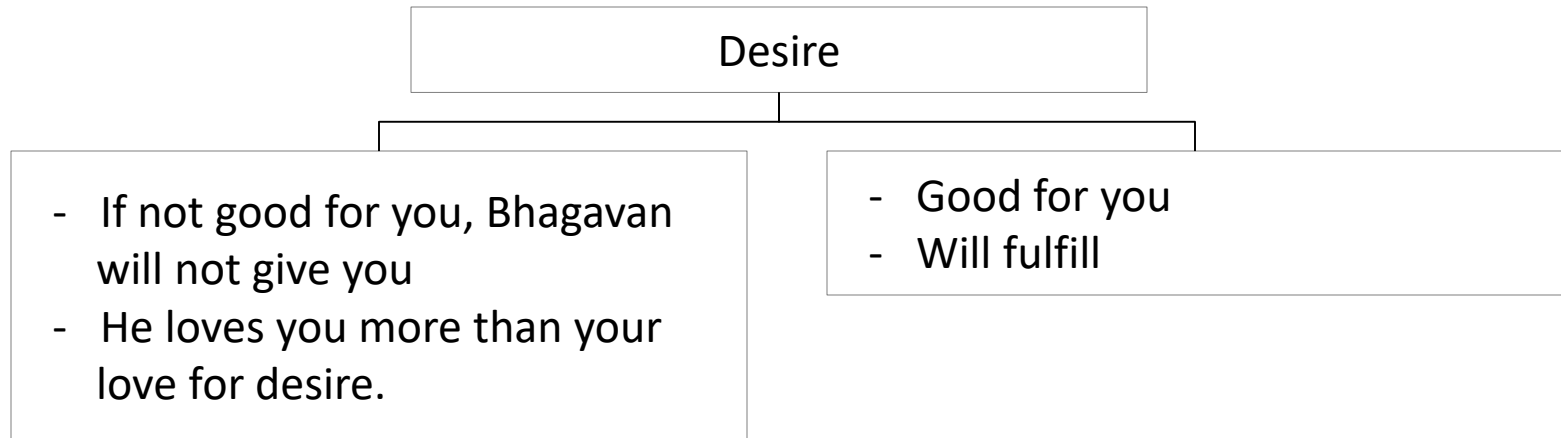 Desire
- If not good for you, Bhagavan
will not give you
- He loves you more than your
love for desire.
- Good for you
- Will fulfill